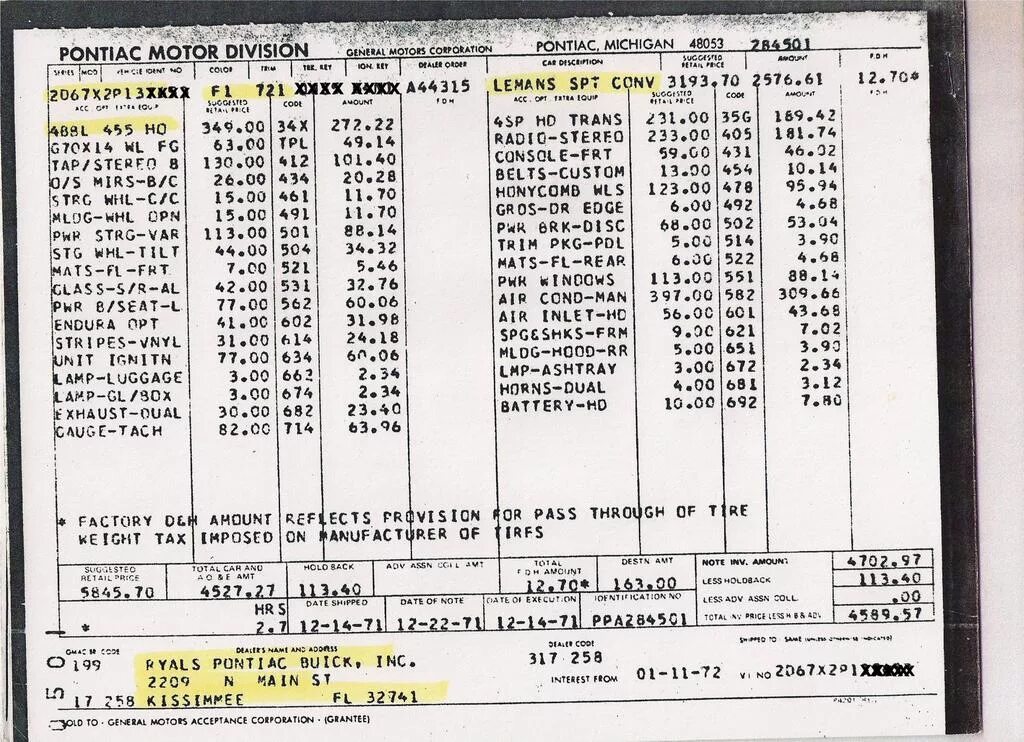 PONTIAC MOTOR DIVISION GENERAL MOTORS CORPORATION PONTIAC, MICHIGAN 48053 284501
SERIES MOD VEHICLE IDENT NO COLOR TRIM TRK. KEY IGN. KEY DEALER ORDER CAR DESCRIPTION SUGGESTED RETAIL PRICE AMOUNT F.D.H
2067X2P13 F1 721 A44315 LEMANS SPT CONV 3193.70 2576.61 12.70*
ACC. OPT. EXTRA EQUIP SUGGESTED RETAIL PRICE CODE AMOUNT F D H ACC. OPT EXTRA EQUIP SUGGESTED RETAIL PRICE CODE AMOUNT F D H
488L 455 HO 349.00 34X 272.22 4SP HD TRANS 231.00 35G 189.42
G70X14 WL FG 63.00 TPL 49.14 RADIO-STEREO 233.00 405 181.74
TAP/STEREO 8 130.00 412 101.40 CONSOLE-FRT 59.00 431 46.02
O/S MIRS-B/C 26.00 434 20.28 BELTS-CUSTOM 13.00 454 10.14
STRG WHL-C/C 15.00 461 11.70 HONYCOMB WLS 123.00 478 95.94
MLDG-WHL OPN 15.00 491 11.70 GRDS-DR EDGE 6.00 492 4.68
PWR STRG-VAR 113.00 501 88.14 PWR BRK-DISC 68.00 502 53.04
STG WHL-TILT 44.00 504 34.32 TRIM PKG-PDL 5.00 514 3.90
MATS-FL-FRT 7.00 521 5.46 MATS-FL-REAR 6.00 522 4.68
GLASS-S/R-AL 42.00 531 32.76 PWR WINDOWS 113.00 551 88.14
PWR B/SEAT-L 77.00 562 60.06 AIR COND-MAN 397.00 582 309.66
ENDURA OPT 41.00 602 31.98 AIR INLET-HD 56.00 601 43.68
STRIPES-VNYL 31.00 614 24.18 SPG&SHKS-FRM 9.00 621 7.02
UNIT IGNITN 77.00 634 60.06 MLDG-HOOD-RR 5.00 651 3.90
LAMP-LUGGAGE 3.00 662 2.34 LMP-ASHTRAY 3.00 672 2.34
LAMP-GL/BOX 3.00 674 2.34 HORNS-DUAL 4.00 681 3.12
EXHAUST-DUAL 30.00 682 23.40 BATTERY-HD 10.00 692 7.80
GAUGE-TACH 82.00 714 63.96
* FACTORY D&H AMOUNT REFLECTS PROVISION FOR PASS THROUGH OF TIRE
WEIGHT TAX IMPOSED ON MANUFACTURER OF TIRES
SUGGESTED RETAIL PRICE TOTAL CAR AND A.O. & E. AMT HOLD BACK ADV ASSN COLL AMT TOTAL F D H AMOUNT DESTN AMT NOTE INV. AMOUNT 4702.97
5845.70 4527.27 113.40 12.70* 163.00 LESS HOLDBACK 113.40
HRS DATE SHIPPED DATE OF NOTE DATE OF EXECUTION IDENTIFICATION NO LESS ADV ASSN COLL. .00
* 2.7 12-14-71 12-22-71 12-14-71 PPA284501 TOTAL INV PRICE LESS H B & ADV. 4589.57
GMAC BR CODE DEALER'S NAME AND ADDRESS DEALER CODE SHIPPED TO - SAME (UNLESS OTHERWISE INDICATED)
0 199 RYALS PONTIAC BUICK, INC. 317 258
2209 N MAIN ST INTEREST FROM 01-11-72 V I NO 2067X2P1
17 258 KISSIMMEE FL 32741
SOLD TO - GENERAL MOTORS ACCEPTANCE CORPORATION - (GRANTEE)